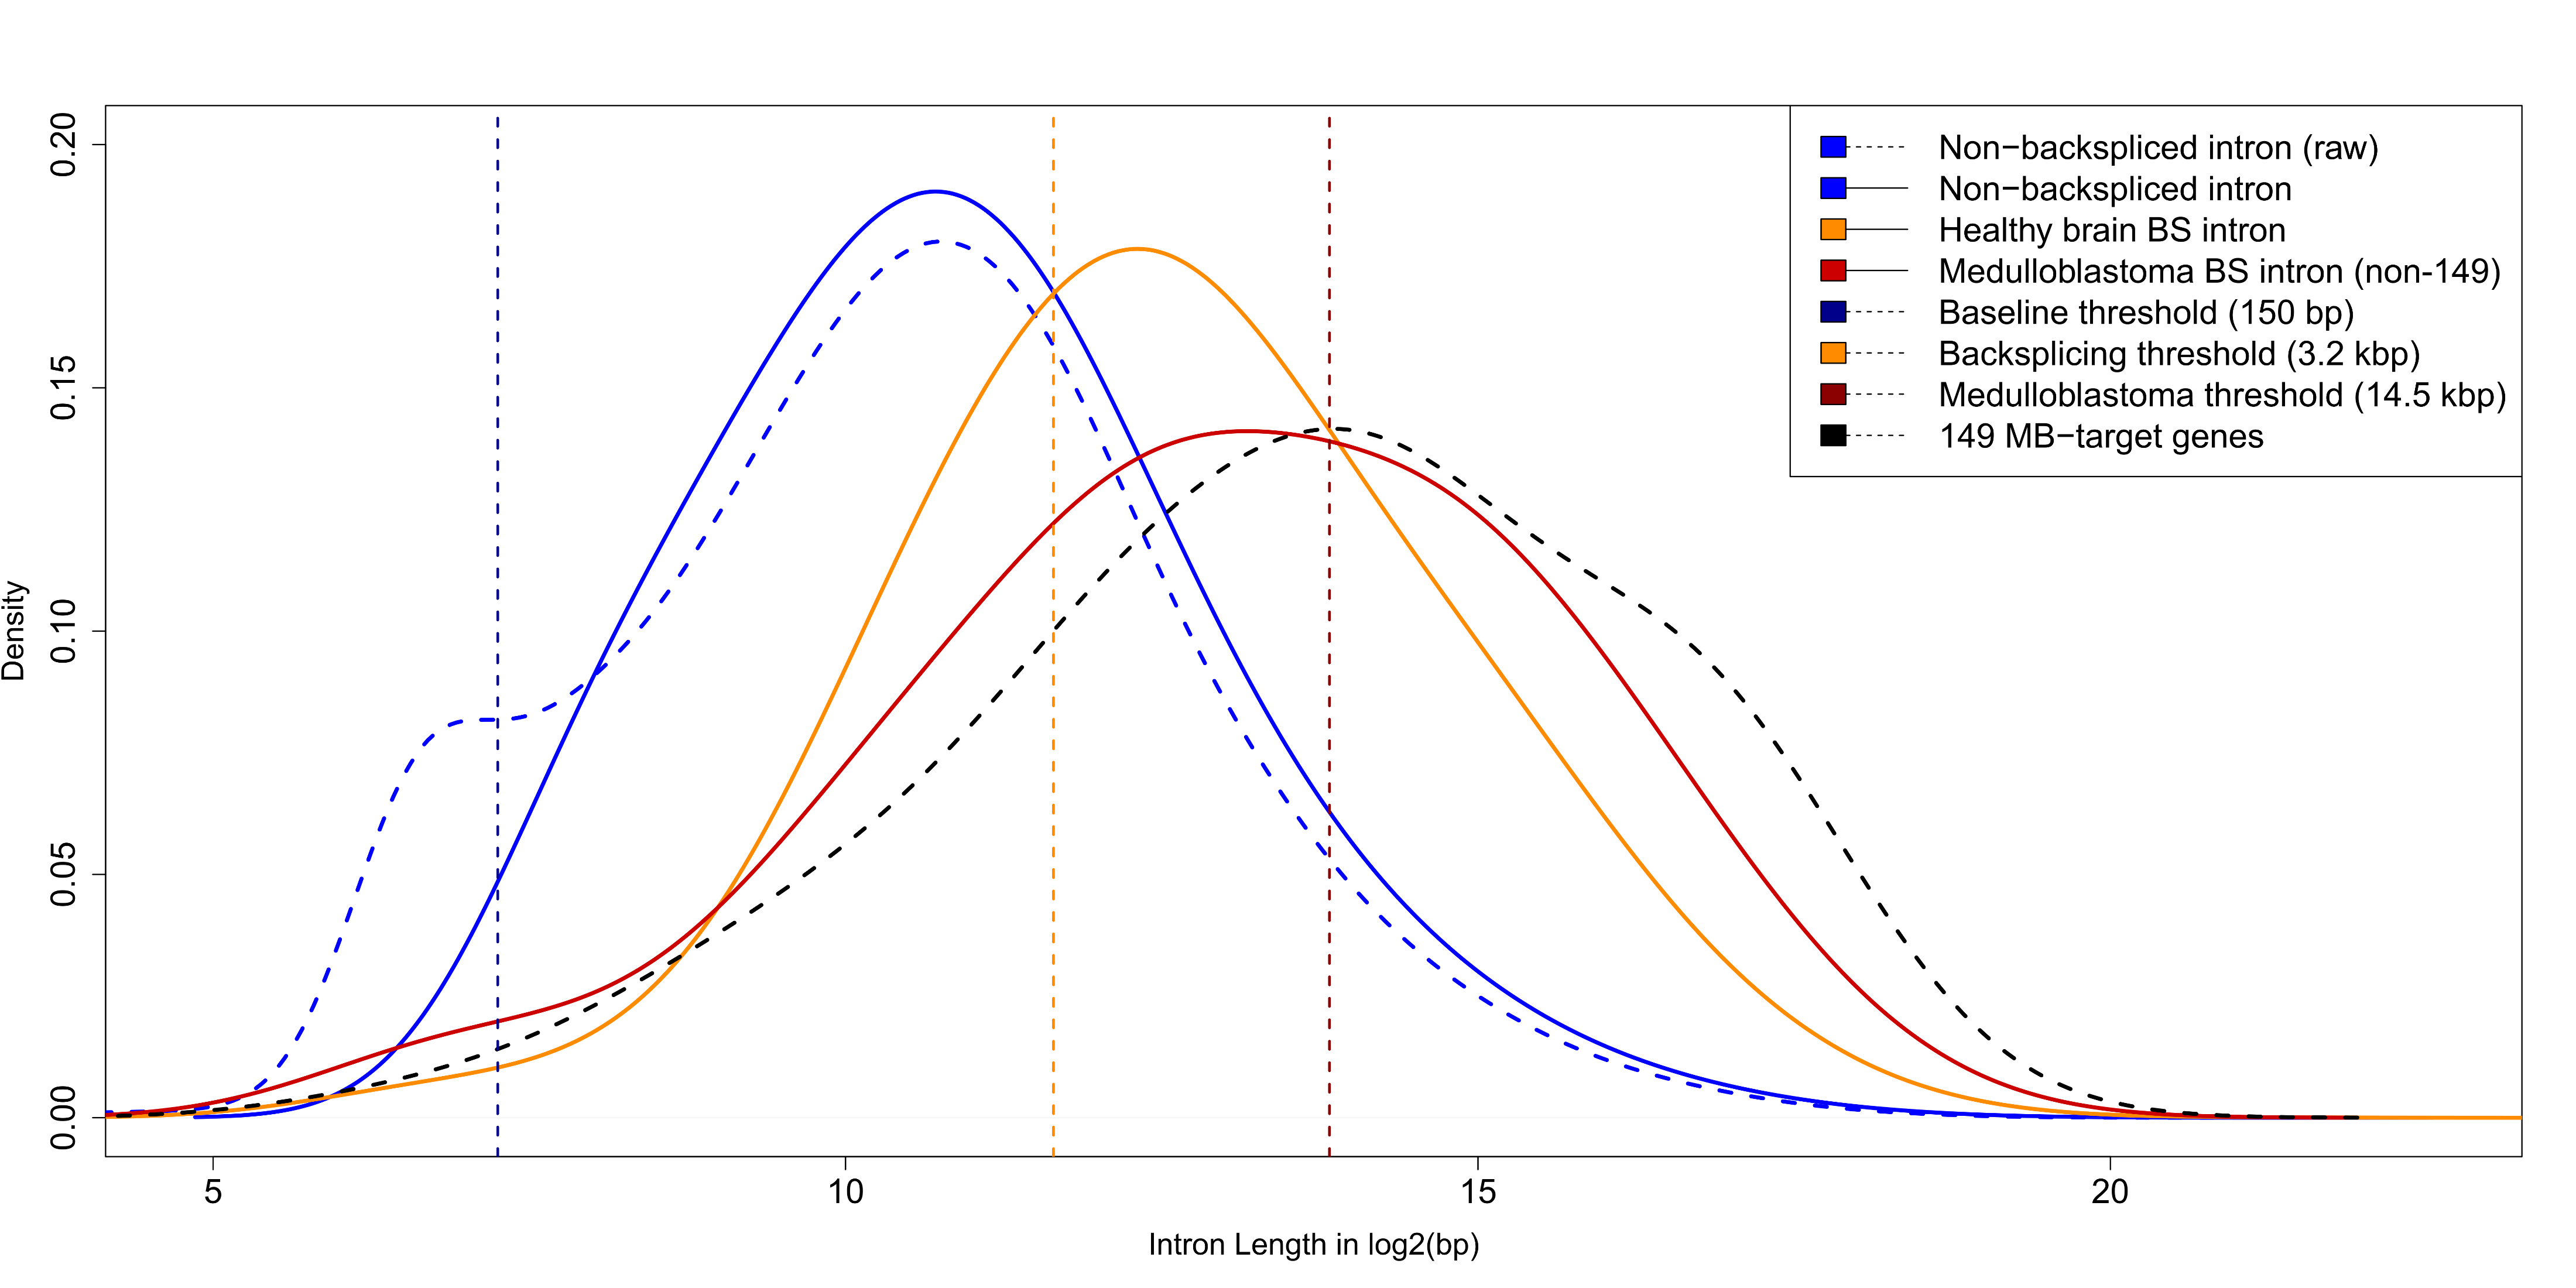 0.20
0.15
0.10
0.05
0.00
Density
5
10
15
20
Intron Length in log2(bp)
Non−backspliced intron (raw)
Non−backspliced intron
Healthy brain BS intron
Medulloblastoma BS intron (non-149)
Baseline threshold (150 bp)
Backsplicing threshold (3.2 kbp)
Medulloblastoma threshold (14.5 kbp)
149 MB−target genes